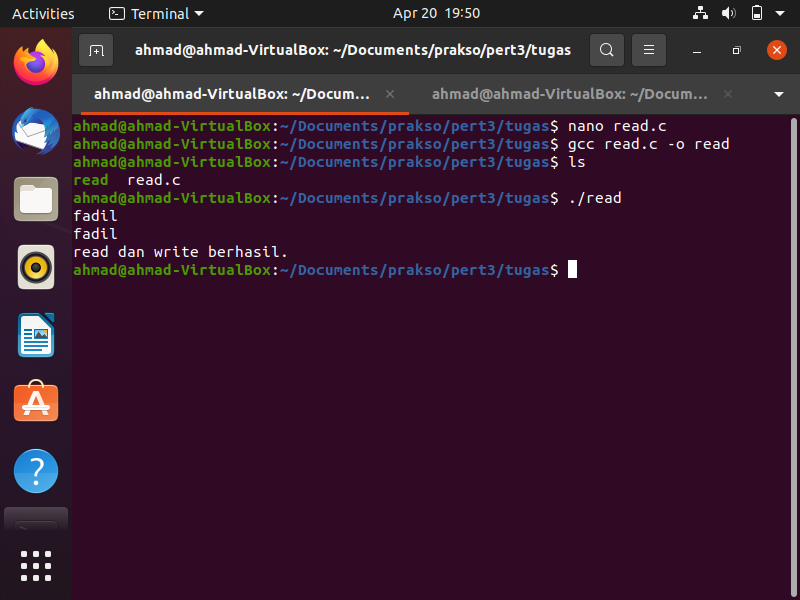 Activities
Terminal
Apr 20 19:50
ahmad@ahmad-VirtualBox: ~/Documents/prakso/pert3/tugas
ahmad@ahmad-VirtualBox: ~/Docum...
ahmad@ahmad-VirtualBox: ~/Docum...
ahmad@ahmad-VirtualBox:~/Documents/prakso/pert3/tugas$ nano read.c
ahmad@ahmad-VirtualBox:~/Documents/prakso/pert3/tugas$ gcc read.c -o read
ahmad@ahmad-VirtualBox:~/Documents/prakso/pert3/tugas$ ls
read  read.c
ahmad@ahmad-VirtualBox:~/Documents/prakso/pert3/tugas$ ./read
fadil
fadil
read dan write berhasil.
ahmad@ahmad-VirtualBox:~/Documents/prakso/pert3/tugas$